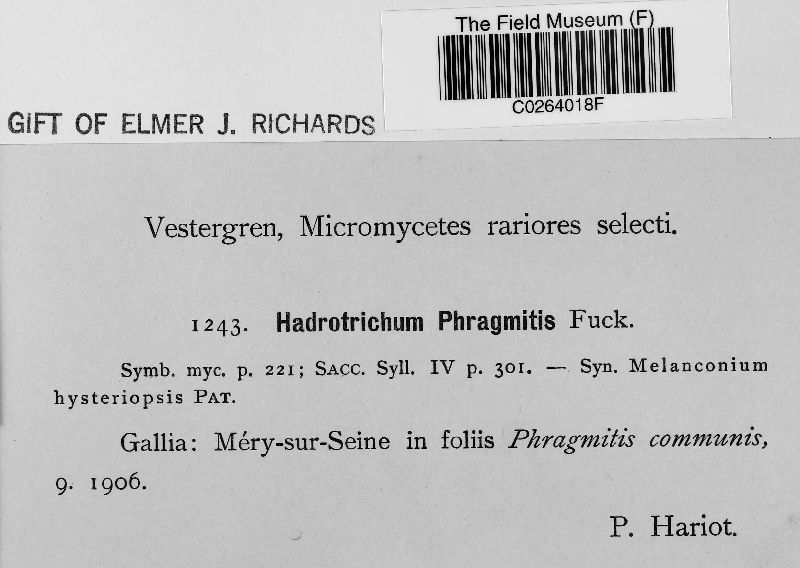 The Field Museum (F)
C0264018F
GIFT OF ELMER J. RICHARDS
Vestergren, Micromycetes rariores selecti.
1243. Hadrotrichum Phragmitis Fuck.
Symb. myc. p. 221; SACC. Syll. IV p. 301. — Syn. Melanconium
hysteriopsis PAT.
Gallia: Méry-sur-Seine in foliis Phragmitis communis,
9. 1906.
P. Hariot.